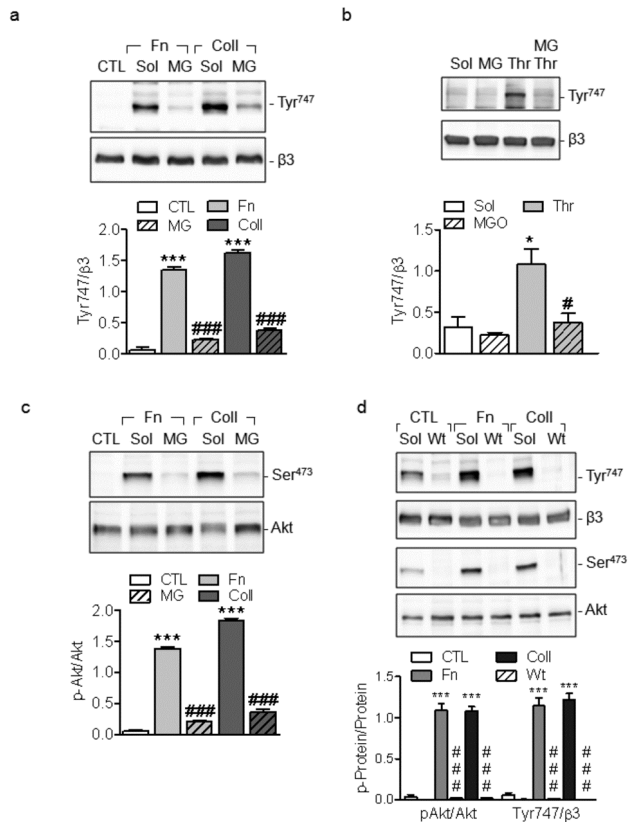 a
Fn Coll
CTL Sol MG Sol MG
Tyr747
β3
CTL Fn
MG Coll
Tyr747/β3
2.0
1.5
1.0
0.5
0.0
*** ### *** ###
b
MG
Sol MG Thr Thr
Tyr747
β3
Sol Thr
MGO
Tyr747/β3
1.5
1.0
0.5
0.0
* #
c
Fn Coll
CTL Sol MG Sol MG
Ser473
Akt
CTL Fn
MG Coll
p-Akt/Akt
2.0
1.5
1.0
0.5
0.0
*** ### *** ###
d
CTL Fn Coll
Sol Wt Sol Wt Sol Wt
Tyr747
β3
Ser473
Akt
CTL Coll
Fn Wt
p-Protein/Protein
1.5
1.0
0.5
0.0
*** ### *** ### *** ### *** ###
pAkt/Akt Tyr747/β3